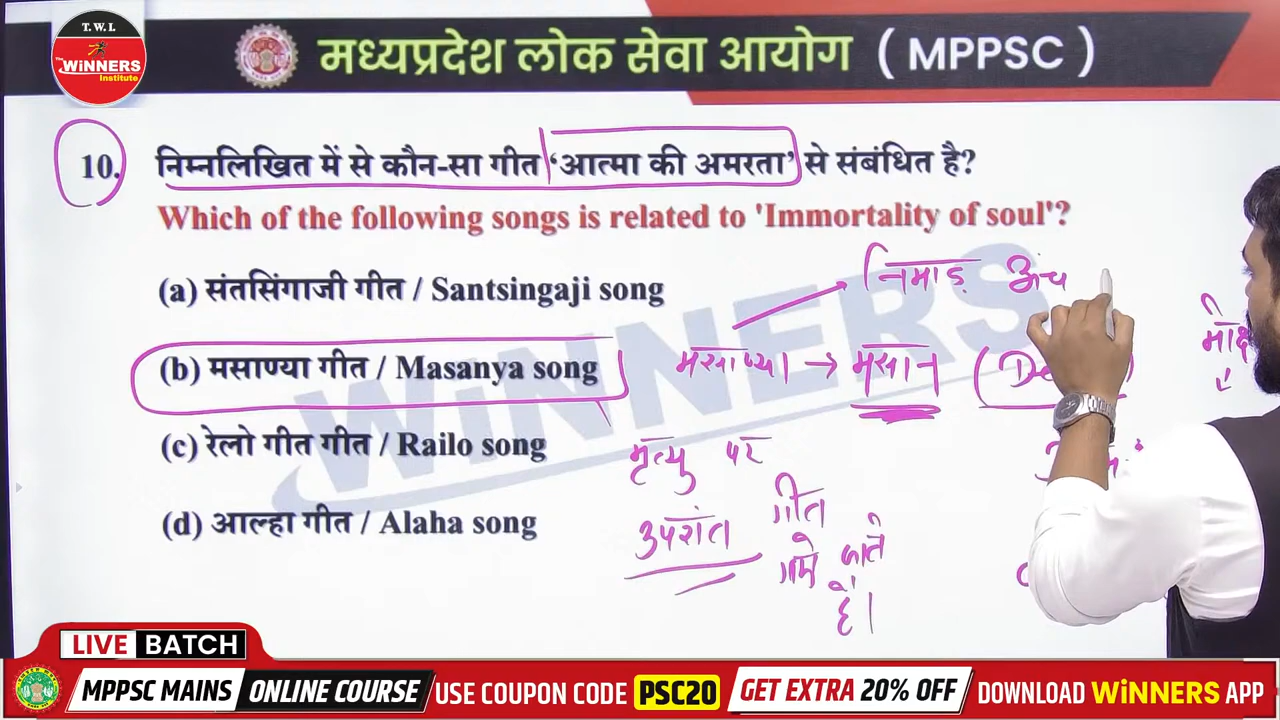 T. W. I.
The WiNNERS
Institute
मध्यप्रदेश लोक सेवा आयोग ( MPPSC )
10. निम्नलिखित में से कौन-सा गीत 'आत्मा की अमरता' से संबंधित है?
Which of the following songs is related to 'Immortality of soul'?
(a) संतसिंगाजी गीत / Santsingaji song
निमाड़ अंच
(b) मसाण्या गीत / Masanya song
मसाण्या → मसान (De
मोक्ष
(c) रेलो गीत गीत / Railo song
मृत्यु पर
(d) आल्हा गीत / Alaha song
उपरांत
गीत
गाये जाते
हैं।
WiNNERS
LIVE BATCH
MPPSC MAINS ONLINE COURSE USE COUPON CODE PSC20 GET EXTRA 20% OFF DOWNLOAD WiNNERS APP